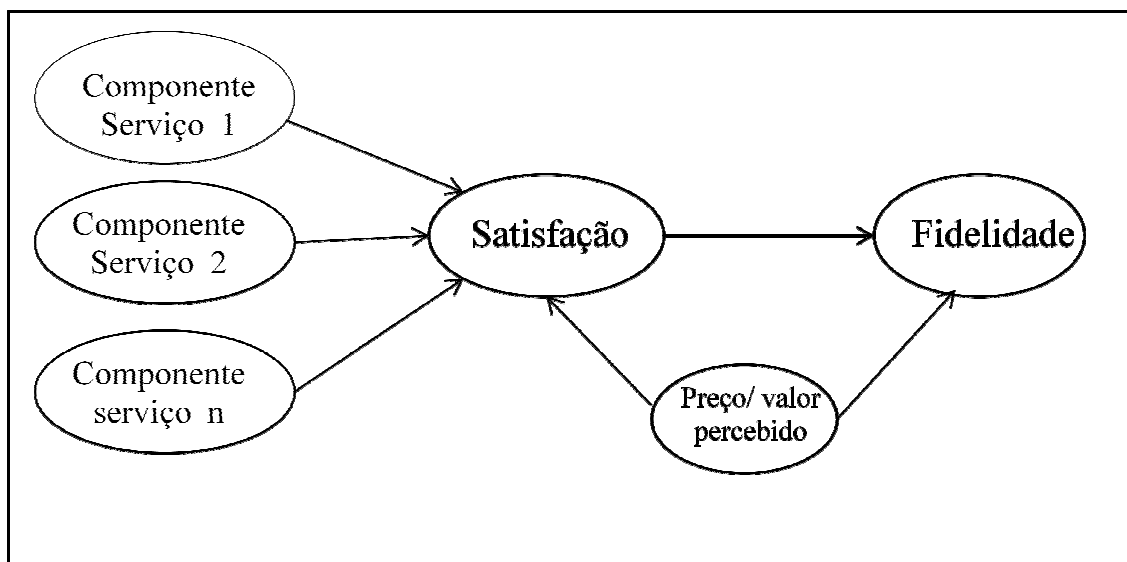 Componente
Serviço 1
Componente
Serviço 2
Componente
serviço n
Satisfação
Fidelidade
Preço/ valor
percebido